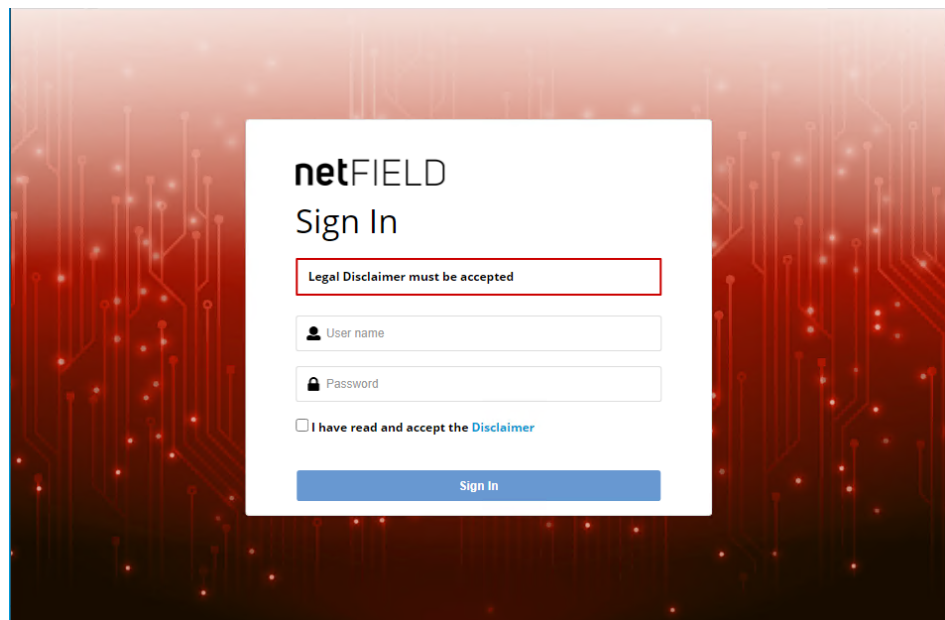 netFIELD
Sign In
Legal Disclaimer must be accepted
User name
Password
I have read and accept the Disclaimer
Sign In